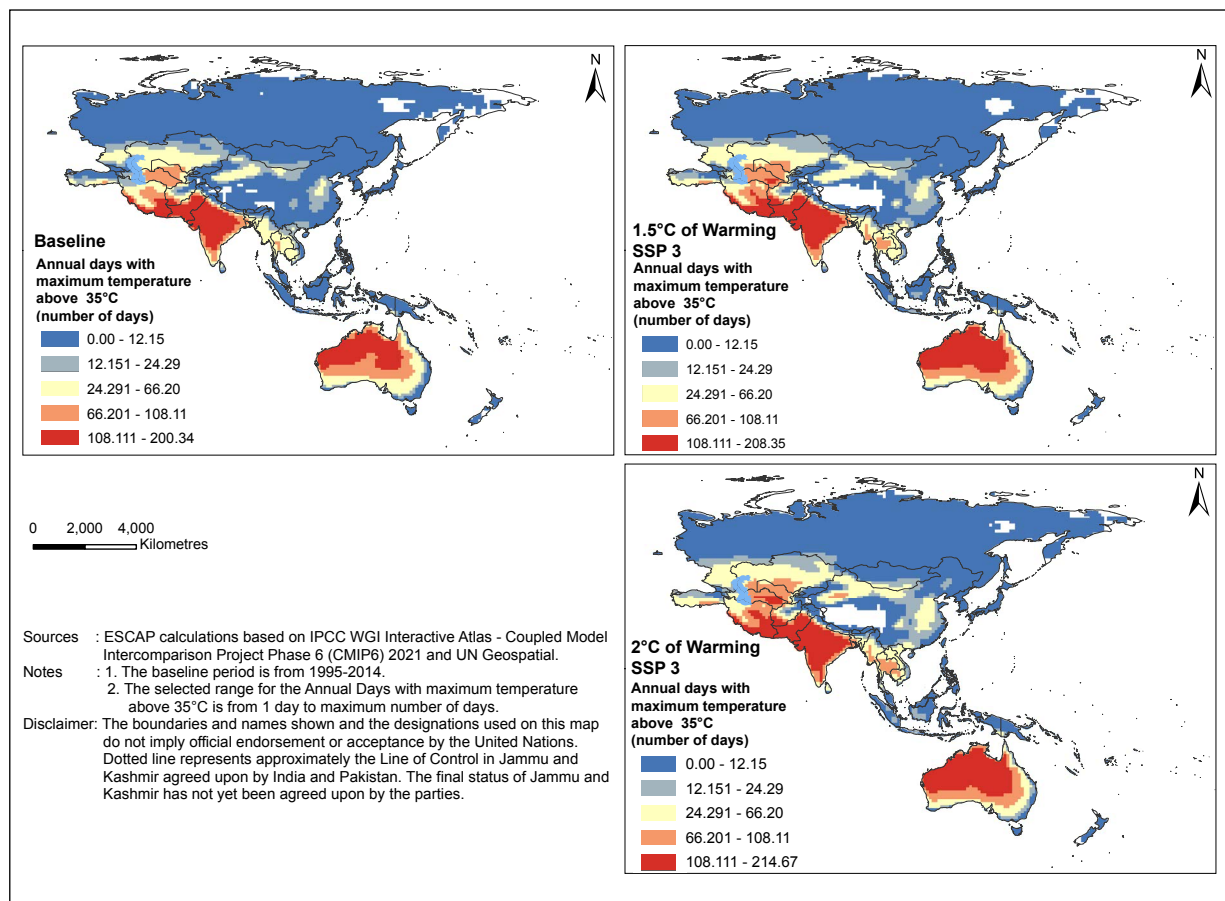 N
Baseline
Annual days with
maximum temperature
above 35°C
(number of days)
0.00 - 12.15
12.151 - 24.29
24.291 - 66.20
66.201 - 108.11
108.111 - 200.34
N
1.5°C of Warming
SSP 3
Annual days with
maximum temperature
above 35°C
(number of days)
0.00 - 12.15
12.151 - 24.29
24.291 - 66.20
66.201 - 108.11
108.111 - 208.35
N
2°C of Warming
SSP 3
Annual days with
maximum temperature
above 35°C
(number of days)
0.00 - 12.15
12.151 - 24.29
24.291 - 66.20
66.201 - 108.11
108.111 - 214.67
0 2,000 4,000
Kilometres
Sources : ESCAP calculations based on IPCC WGI Interactive Atlas - Coupled Model
Intercomparison Project Phase 6 (CMIP6) 2021 and UN Geospatial.
Notes : 1. The baseline period is from 1995-2014.
2. The selected range for the Annual Days with maximum temperature
above 35°C is from 1 day to maximum number of days.
Disclaimer: The boundaries and names shown and the designations used on this map
do not imply official endorsement or acceptance by the United Nations.
Dotted line represents approximately the Line of Control in Jammu and
Kashmir agreed upon by India and Pakistan. The final status of Jammu and
Kashmir has not yet been agreed upon by the parties.